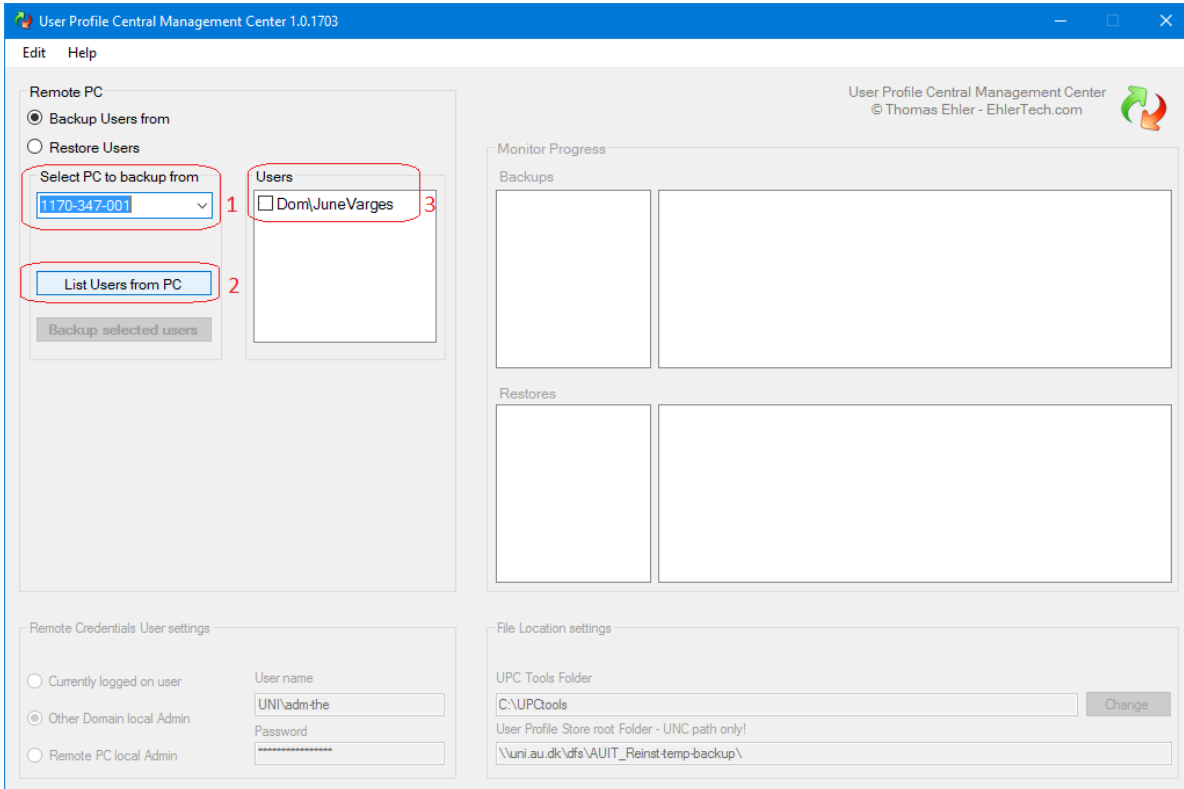 User Profile Central Management Center 1.0.1703
Edit Help
Remote PC
Backup Users from
Restore Users
Select PC to backup from
1170-347-001
1
List Users from PC
2
Backup selected users
Users
Dom\JuneVarges
3
User Profile Central Management Center
© Thomas Ehler - EhlerTech.com
Monitor Progress
Backups
Restores
Remote Credentials User settings
Currently logged on user
Other Domain local Admin
Remote PC local Admin
User name
UNI\adm-the
Password
****************
File Location settings
UPC Tools Folder
C:\UPCtools
Change
User Profile Store root Folder - UNC path only!
\\uni.au.dk\dfs\AUIT_Reinst-temp-backup\